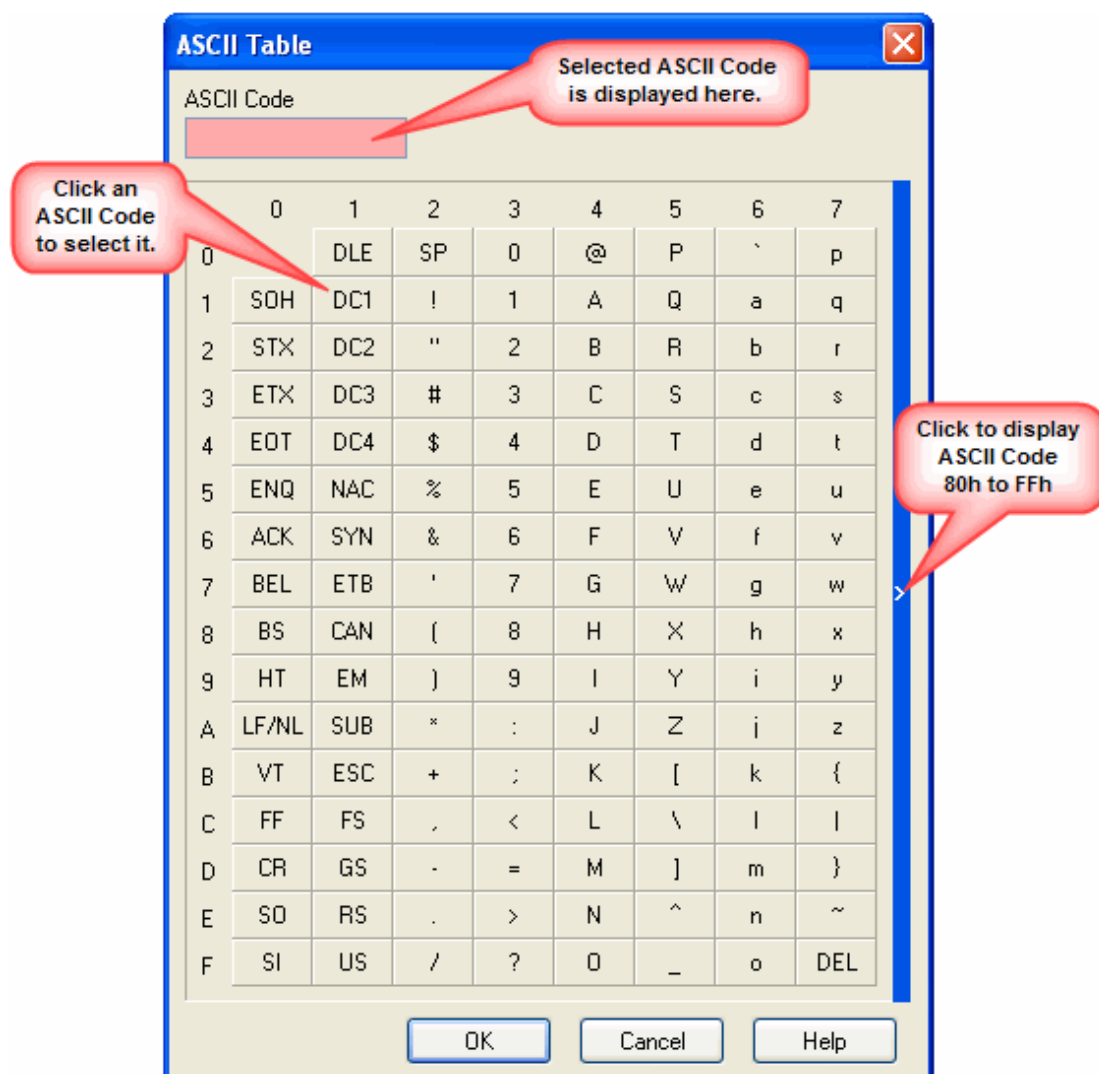 ASCII Table
Selected ASCII Code
is displayed here.
ASCII Code
Click an
ASCII Code
to select it.
0 1 2 3 4 5 6 7
0 DLE SP 0 @ P ` p
1 SOH DC1 ! 1 A Q a q
2 STX DC2 " 2 B R b r
3 ETX DC3 # 3 C S c s
4 EOT DC4 $ 4 D T d t
5 ENQ NAC % 5 E U e u
6 ACK SYN & 6 F V f v
7 BEL ETB ' 7 G W g w
8 BS CAN ( 8 H X h x
9 HT EM ) 9 I Y i y
A LF/NL SUB * : J Z j z
B VT ESC + ; K [ k {
C FF FS , < L \ l |
D CR GS - = M ] m }
E SO RS . > N ^ n ~
F SI US / ? O _ o DEL
Click to display
ASCII Code
80h to FFh
>
OK Cancel Help